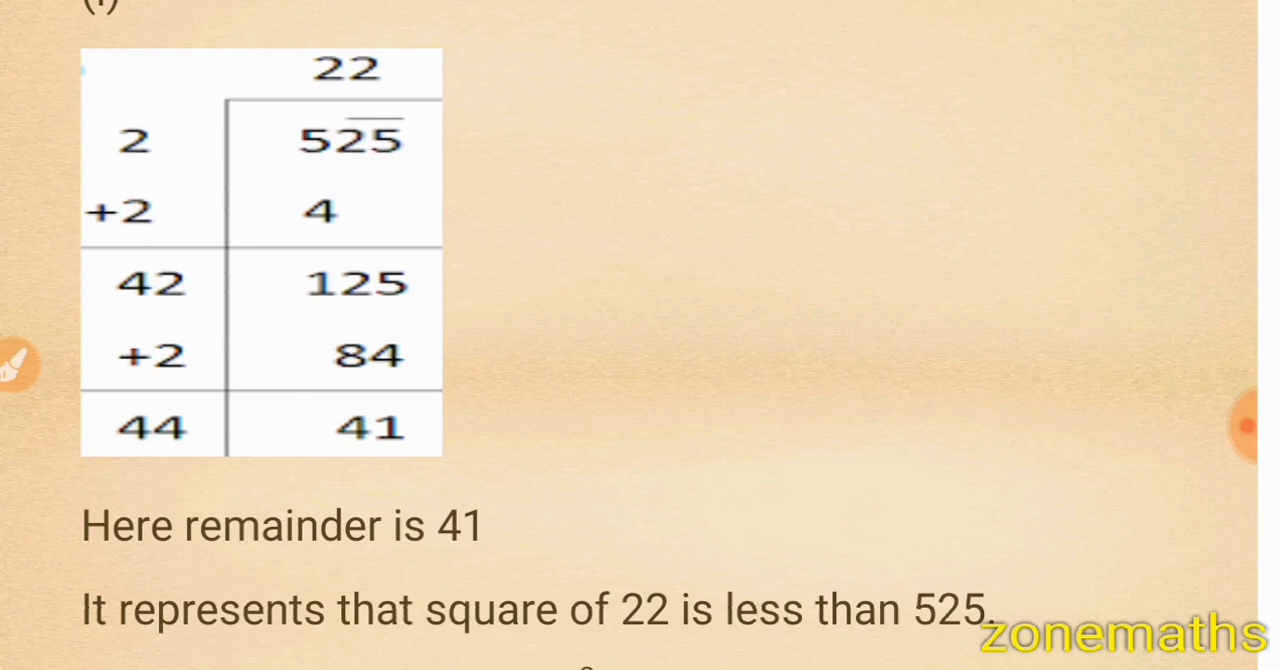 (i)
22
2 525
+2 4
42 125
+2 84
44 41
Here remainder is 41
It represents that square of 22 is less than 525.
zonemaths